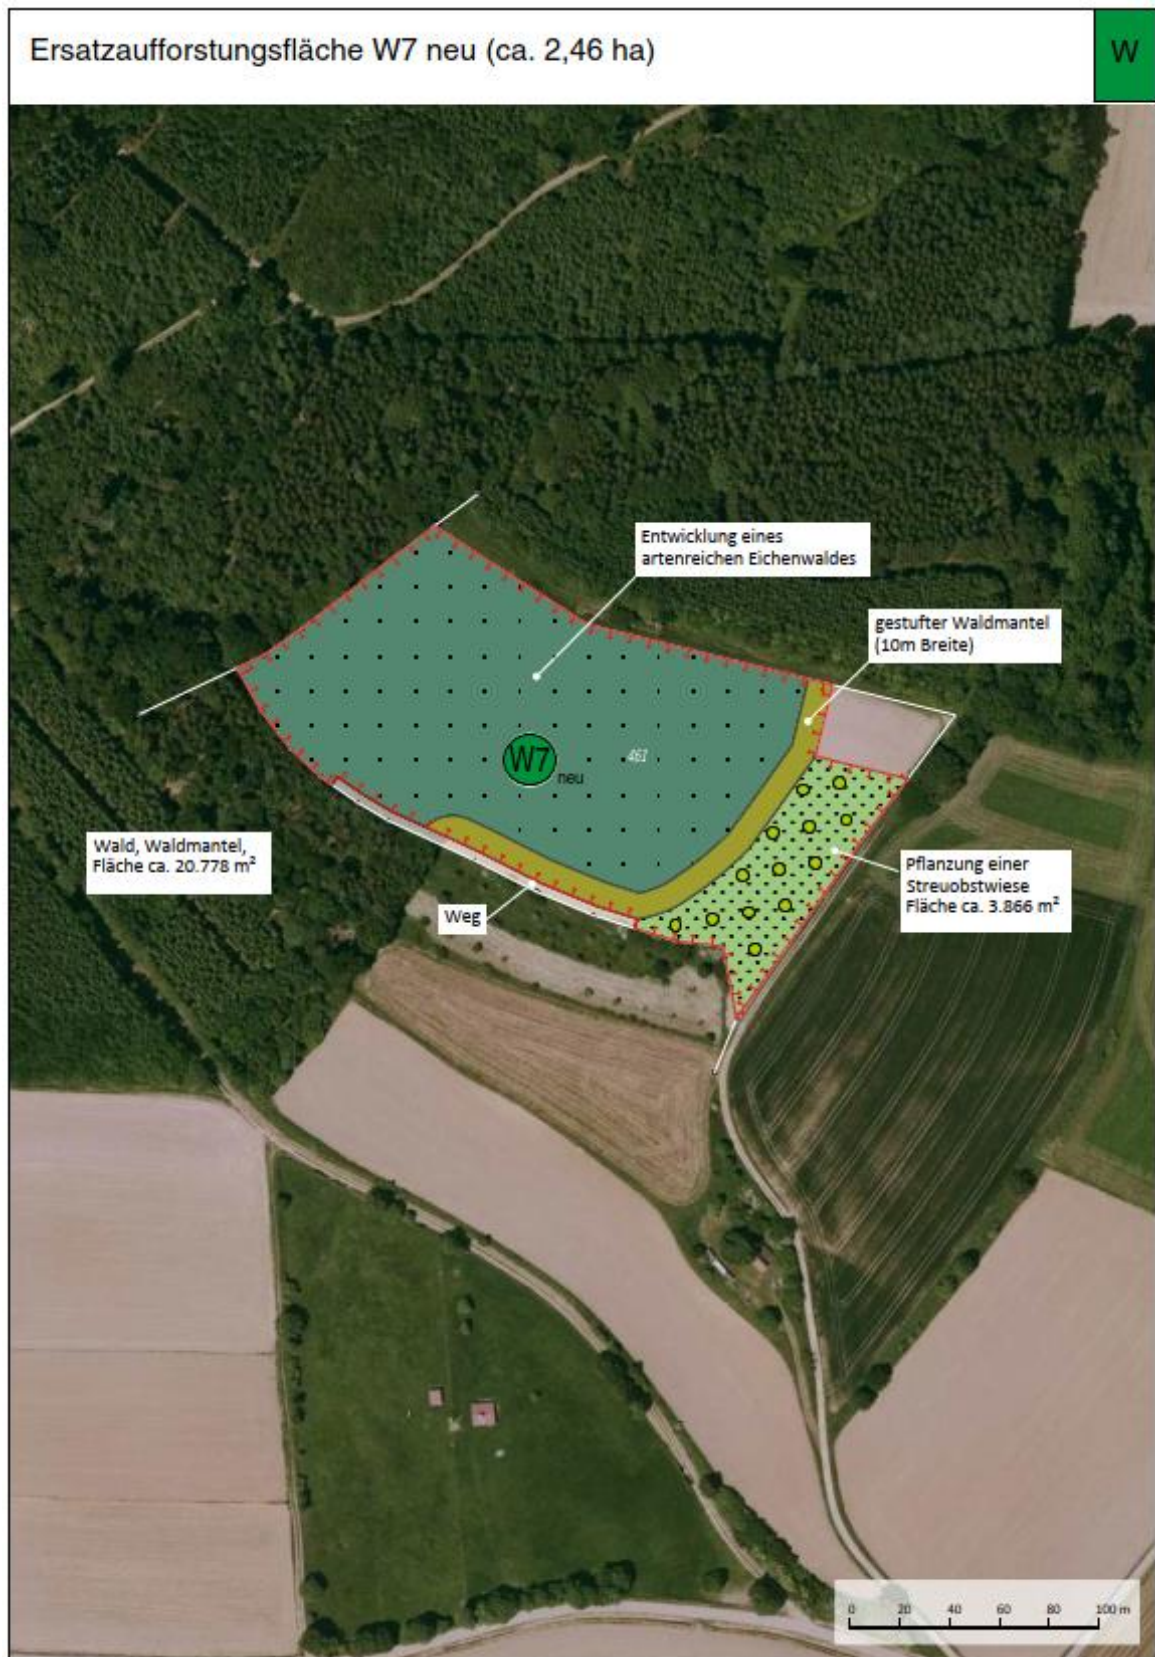 Ersatzaufforstungsfläche W7 neu (ca. 2,46 ha)
W
Entwicklung eines
artenreichen Eichenwaldes
gestufter Waldmantel
(10m Breite)
461
W7
neu
Wald, Waldmantel,
Fläche ca. 20.778 m²
Pflanzung einer
Streuobstwiese
Fläche ca. 3.866 m²
Weg
0 20 40 60 80 100 m